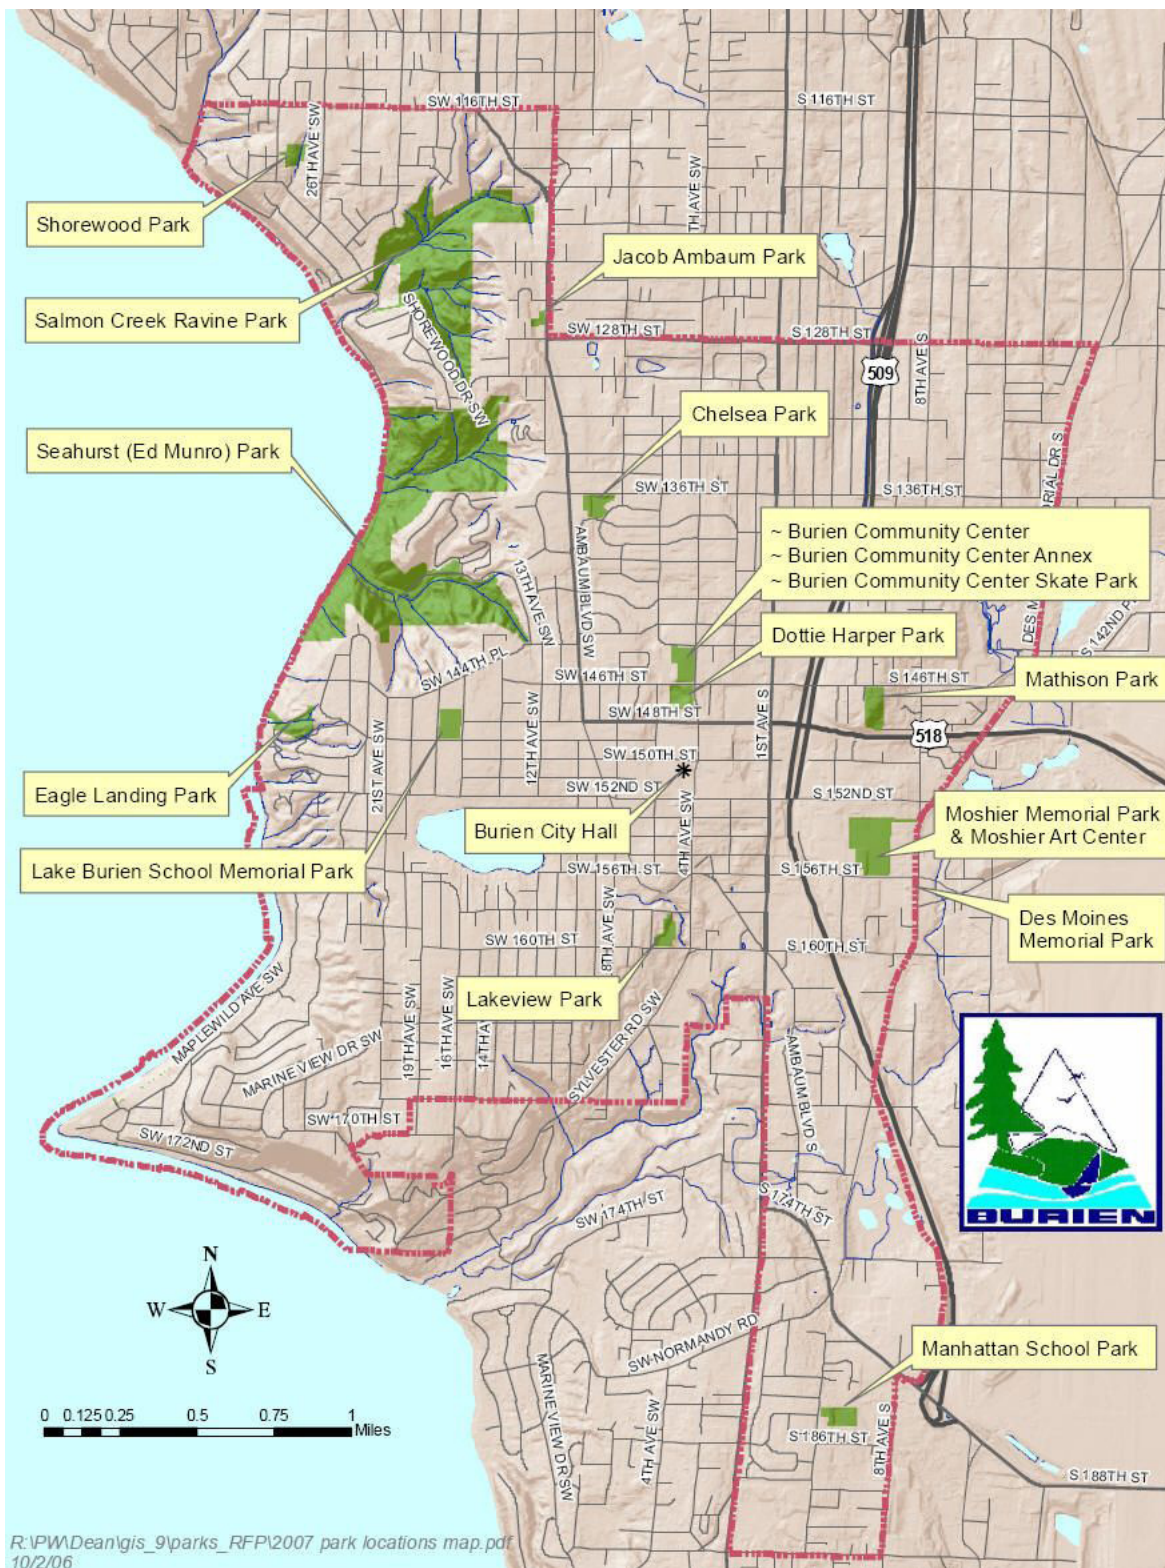 SW 116TH ST
S 116TH ST
26TH AVE SW
TH AVE SW
Shorewood Park
Jacob Ambaum Park
Salmon Creek Ravine Park
SHOREWOOD DR SW
SW 128TH ST
S 128TH ST
509
8TH AVE S
Chelsea Park
Seahurst (Ed Munro) Park
RIAL DR S
SW 136TH ST
S 136TH ST
~ Burien Community Center
~ Burien Community Center Annex
~ Burien Community Center Skate Park
13TH AVE SW
AMBAUM BLVD SW
DES M
S 142ND P
Dottie Harper Park
SW 144TH PL
SW 146TH ST
S 146TH ST
Mathison Park
SW 148TH ST
1ST AVE S
518
12TH AVE SW
21ST AVE SW
SW 150TH ST
SW 152ND ST
S 152ND ST
Eagle Landing Park
Burien City Hall
4TH AVE SW
Moshier Memorial Park
& Moshier Art Center
Lake Burien School Memorial Park
SW 156TH ST
S 156TH ST
8TH AVE SW
Des Moines
Memorial Park
SW 160TH ST
S 160TH ST
Lakeview Park
MAPLEWILD AVE SW
19TH AVE SW
16TH AVE SW
14TH A
SYLVESTER RD SW
MARINE VIEW DR SW
AMBAUM BLVD S
SW 170TH ST
SW 172ND ST
SW 174TH ST
S 174TH ST
BURIEN
N
W E
S
SW NORMANDY RD
Manhattan School Park
MARINE VIEW DR SW
4TH AVE SW
8TH AVE S
0 0.125 0.25 0.5 0.75 1
Miles
S 186TH ST
S 188TH ST
R:\PW\Dean\gis_9\parks_RFP\2007 park locations map.pdf
10/2/06